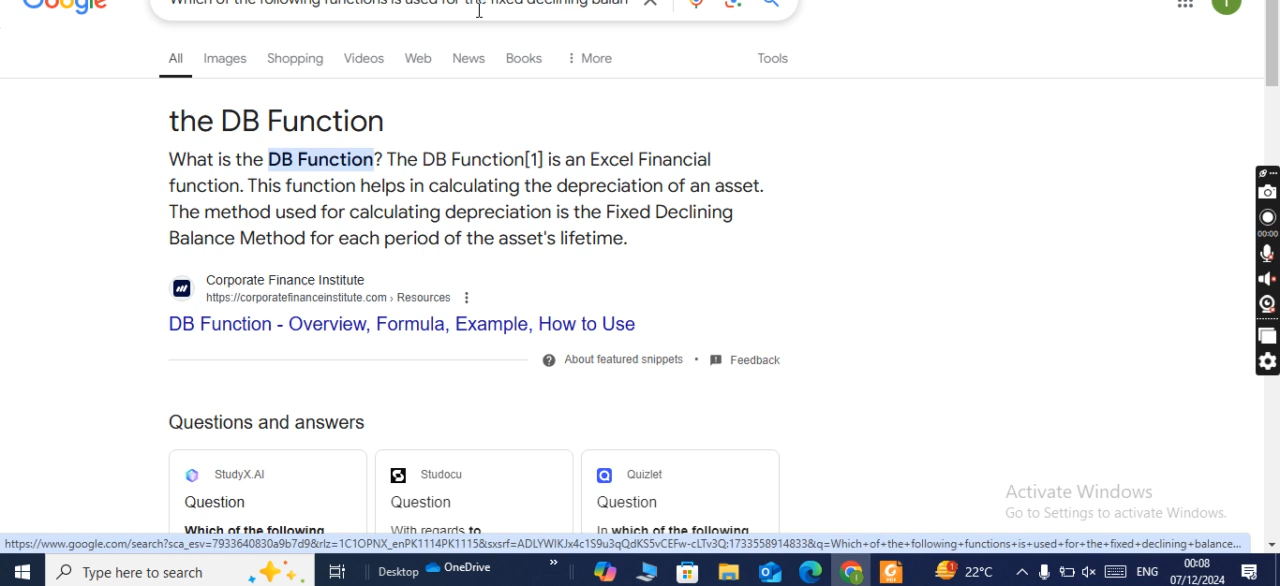 Google
Which of the following functions is used for the fixed declining balan
All Images Shopping Videos Web News Books More Tools
the DB Function
What is the DB Function? The DB Function[1] is an Excel Financial
function. This function helps in calculating the depreciation of an asset.
The method used for calculating depreciation is the Fixed Declining
Balance Method for each period of the asset's lifetime.
Corporate Finance Institute
https://corporatefinanceinstitute.com › Resources
DB Function - Overview, Formula, Example, How to Use
About featured snippets • Feedback
Questions and answers
StudyX.AI
Question
Which of the following
Studocu
Question
With regards to
Quizlet
Question
In which of the following
00:00
Activate Windows
Go to Settings to activate Windows.
https://www.google.com/search?sca_esv=7933640830a9b7d9&rlz=1C1OPNX_enPK1114PK1115&sxsrf=ADLYWIKJx4c1S9u3qQdKS5vCEFw-cLTv3Q:1733558914833&q=Which+of+the+following+functions+is+used+for+the+fixed+declining+balance...
Type here to search
Desktop
OneDrive
22°C
ENG
00:08
07/12/2024